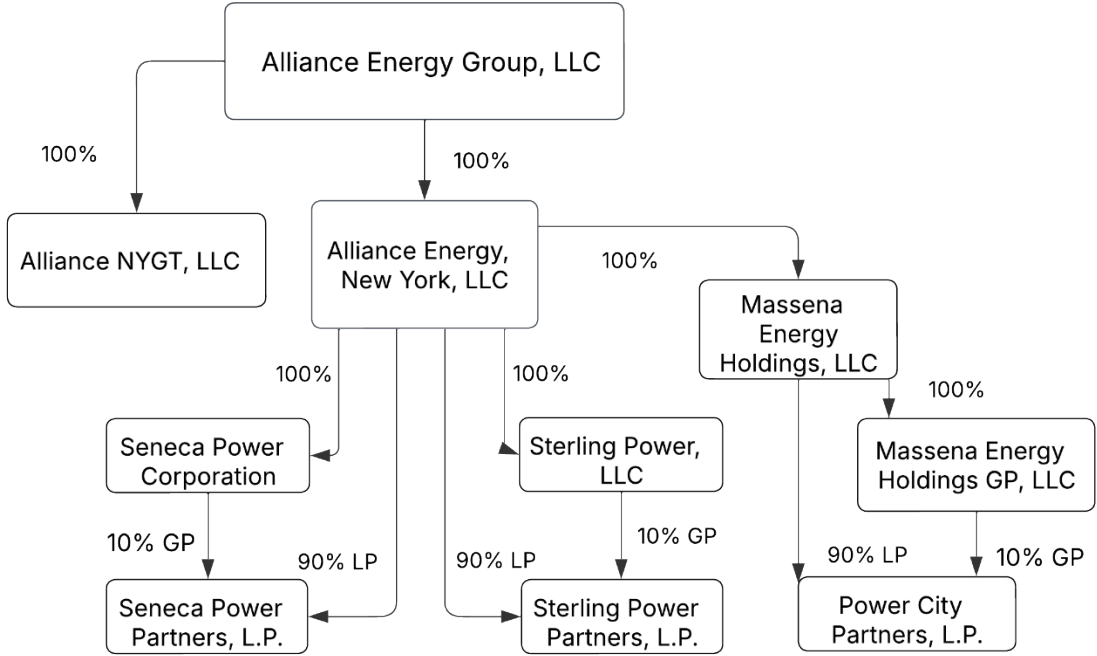 Alliance Energy Group, LLC
100%
100%
Alliance NYGT, LLC
Alliance Energy,
New York, LLC
100%
Massena
Energy
Holdings, LLC
100%
100%
100%
Seneca Power
Corporation
Sterling Power,
LLC
Massena Energy
Holdings GP, LLC
10% GP
90% LP
90% LP
10% GP
90% LP
10% GP
Seneca Power
Partners, L.P.
Sterling Power
Partners, L.P.
Power City
Partners, L.P.